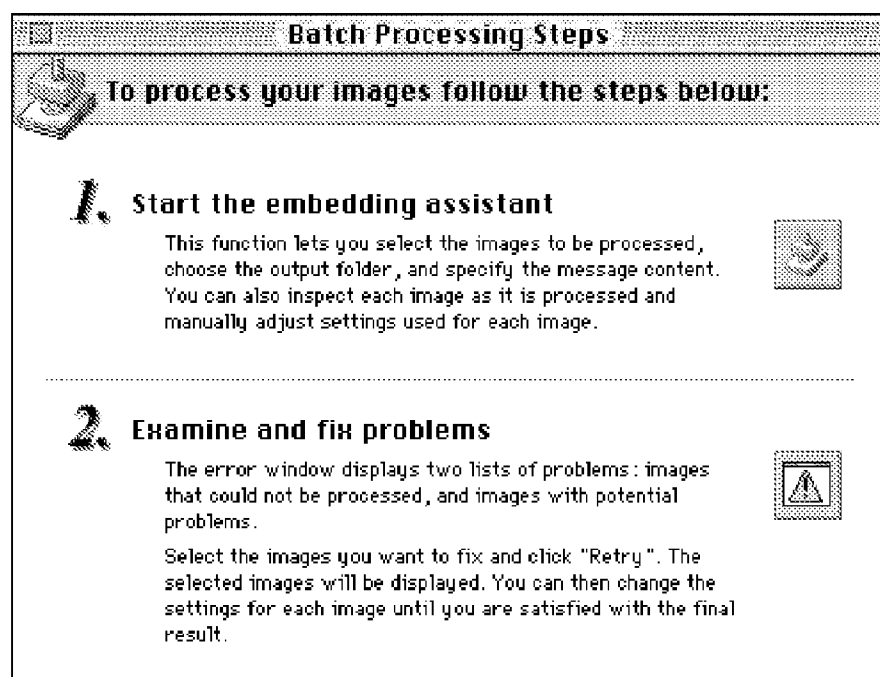 Batch Processing Steps
To process your images follow the steps below:
1. Start the embedding assistant
This function lets you select the images to be processed,
choose the output folder, and specify the message content.
You can also inspect each image as it is processed and
manually adjust settings used for each image.
2. Examine and fix problems
The error window displays two lists of problems: images
that could not be processed, and images with potential
problems.
Select the images you want to fix and click "Retry". The
selected images will be displayed. You can then change the
settings for each image until you are satisfied with the final
result.